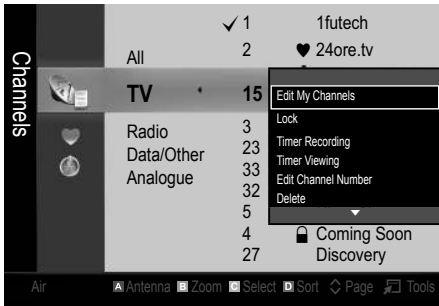 Channels
All
TV
Radio
Data/Other
Analogue
1 1futech
2 24ore.tv
15
3
23
33
32
5
4 Coming Soon
27 Discovery
Edit My Channels
Lock
Timer Recording
Timer Viewing
Edit Channel Number
Delete
Air A Antenna B Zoom C Select D Sort Page Tools